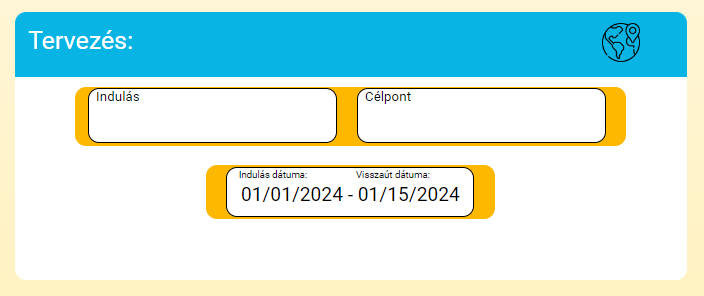 Tervezés:
Indulás Célpont
Indulás dátuma: Visszaút dátuma:
01/01/2024 - 01/15/2024